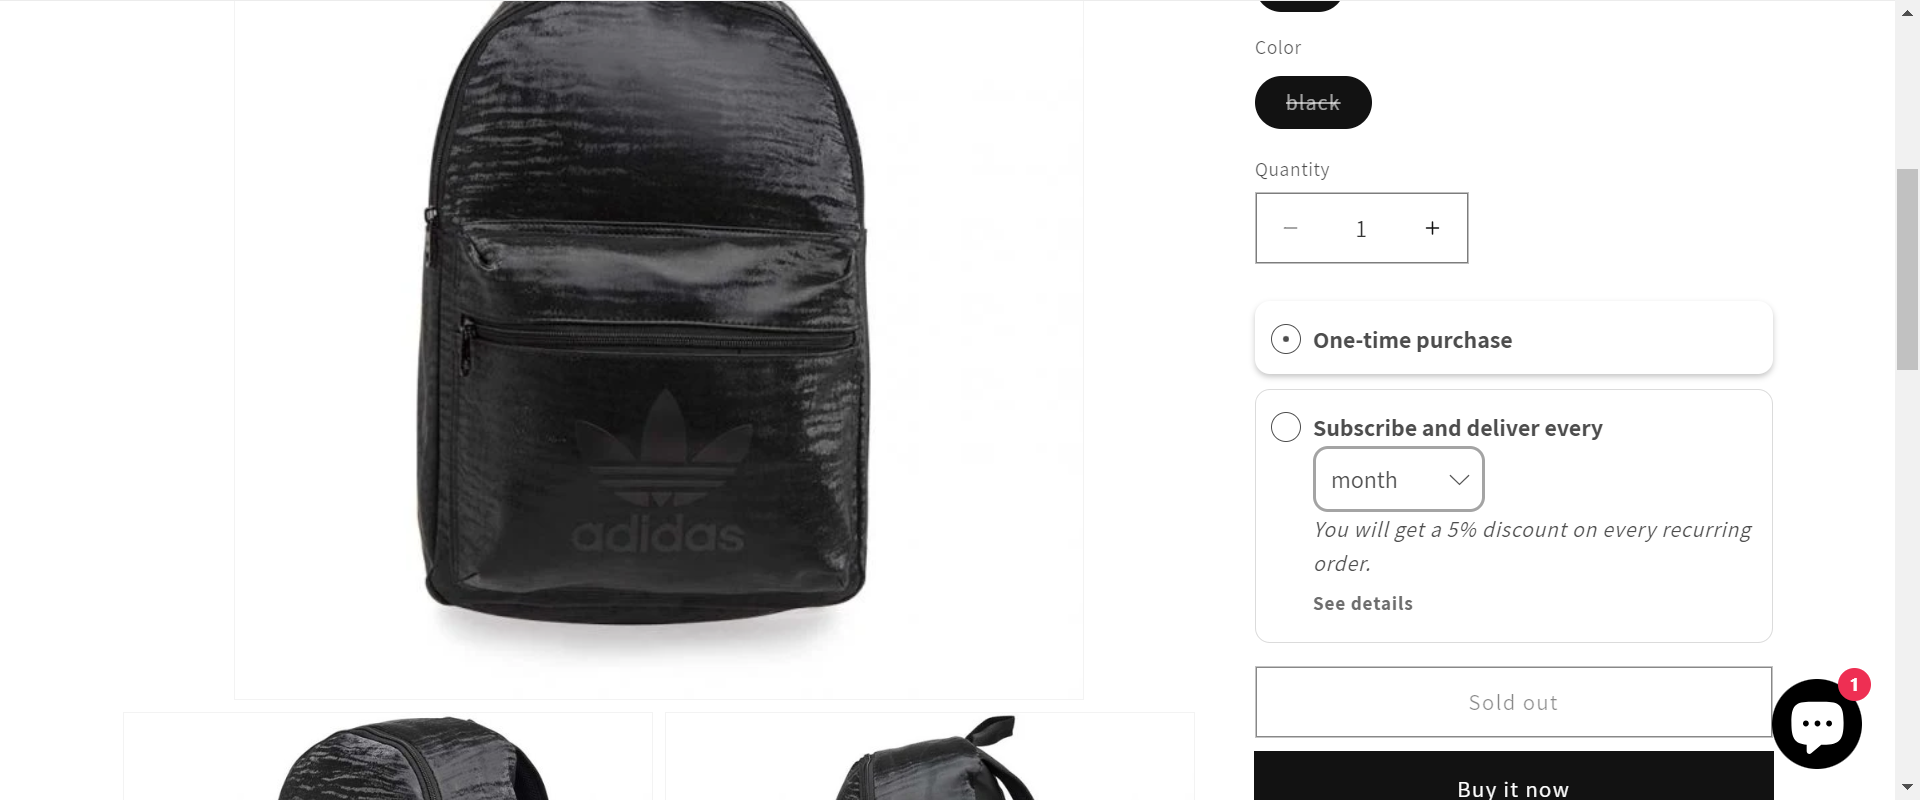 adidas
Color
black
Quantity
1
One-time purchase
Subscribe and deliver every
month
You will get a 5% discount on every recurring
order.
See details
Sold out
1
Buy it now